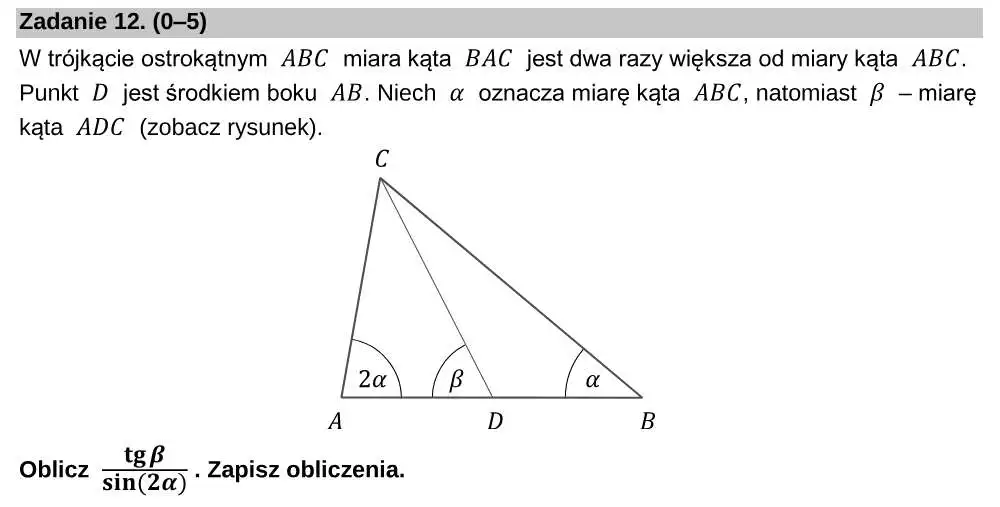 Zadanie 12. (0–5)
W trójkącie ostrokątnym ABC miara kąta BAC jest dwa razy większa od miary kąta ABC.
Punkt D jest środkiem boku AB. Niech α oznacza miarę kąta ABC, natomiast β – miarę
kąta ADC (zobacz rysunek).
C
2α β α
A D B
Oblicz tg β / sin(2α) . Zapisz obliczenia.